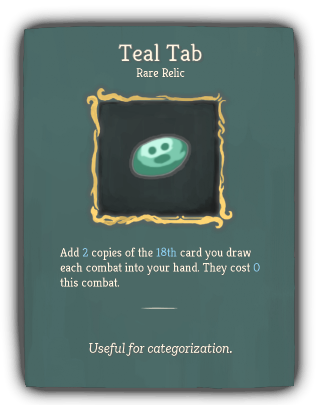 Teal Tab
Rare Relic
Add 2 copies of the 18th card you draw
each combat into your hand. They cost 0
this combat.
Useful for categorization.